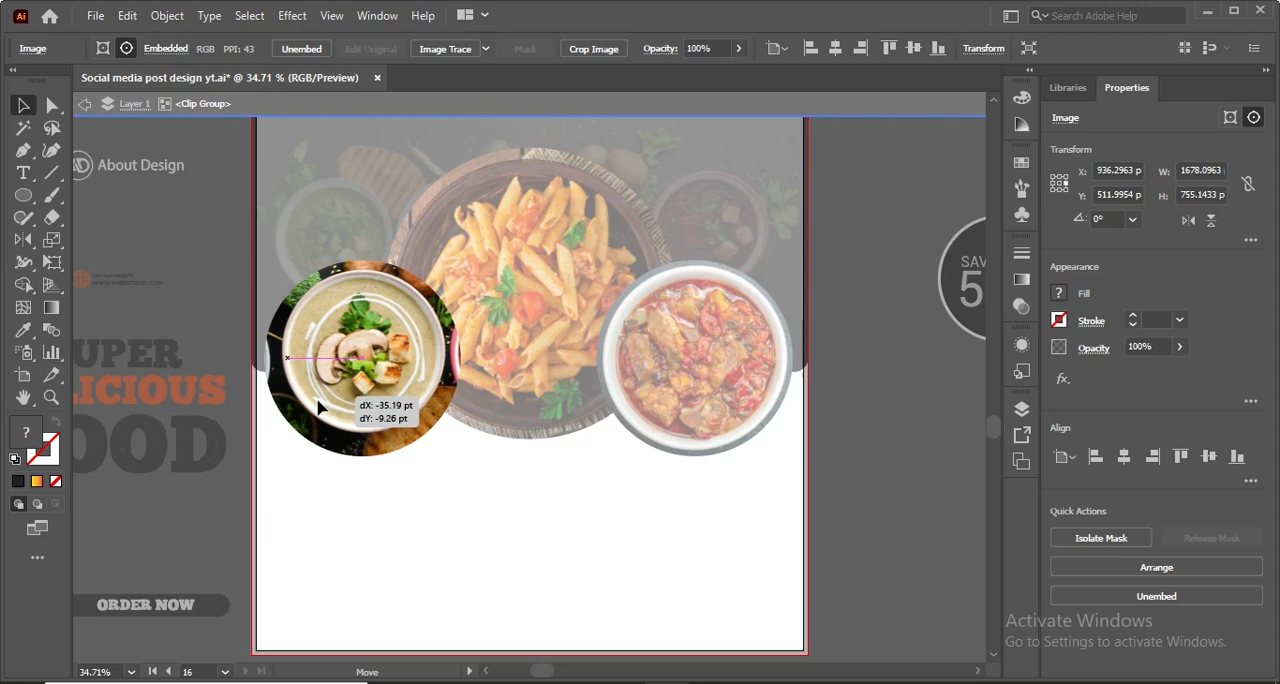 Ai
File Edit Object Type Select Effect View Window Help
Search Adobe Help
Image
Embedded RGB PPI: 43
Unembed
Edit Original
Image Trace
Mask
Crop Image
Opacity: 100%
Transform
Social media post design yt.ai* @ 34.71 % (RGB/Preview)
Libraries Properties
Layer 1 <Clip Group>
About Design
Image
Transform
X: 936.2963 p W: 1678.0963
Y: 511.9954 p H: 755.1433 p
0°
SAV
5
Appearance
? Fill
Stroke
Opacity 100%
fx.
UPER
LICIOUS
OOD
dX: -35.19 pt
dY: -9.26 pt
?
Align
Quick Actions
Isolate Mask Release Mask
Arrange
Unembed
ORDER NOW
Activate Windows
Go to Settings to activate Windows.
34.71% 16 Move